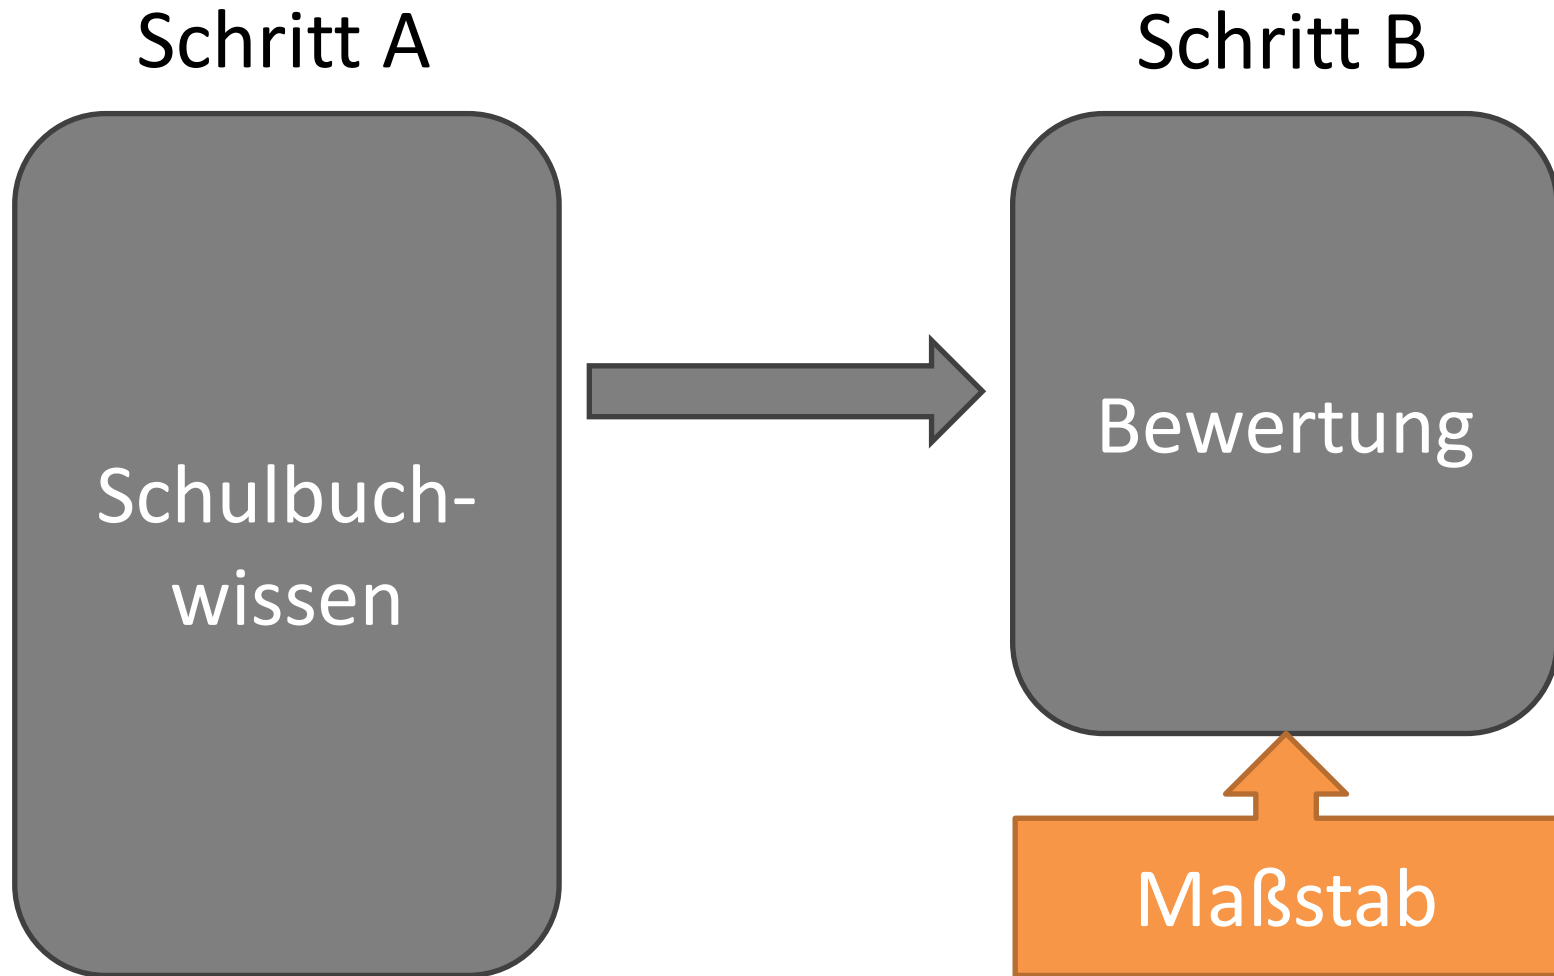 Schritt A
Schritt B
Schulbuch-
wissen
Bewertung
Maßstab